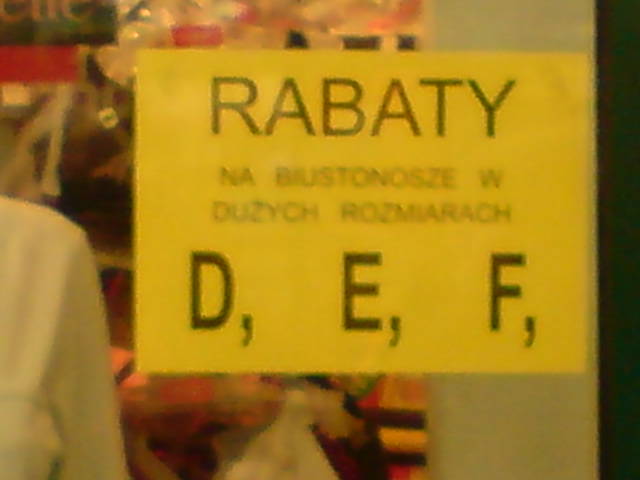 RABATY
NA BIUSTONOSZE W
DUŻYCH ROZMIARACH
D, E, F,